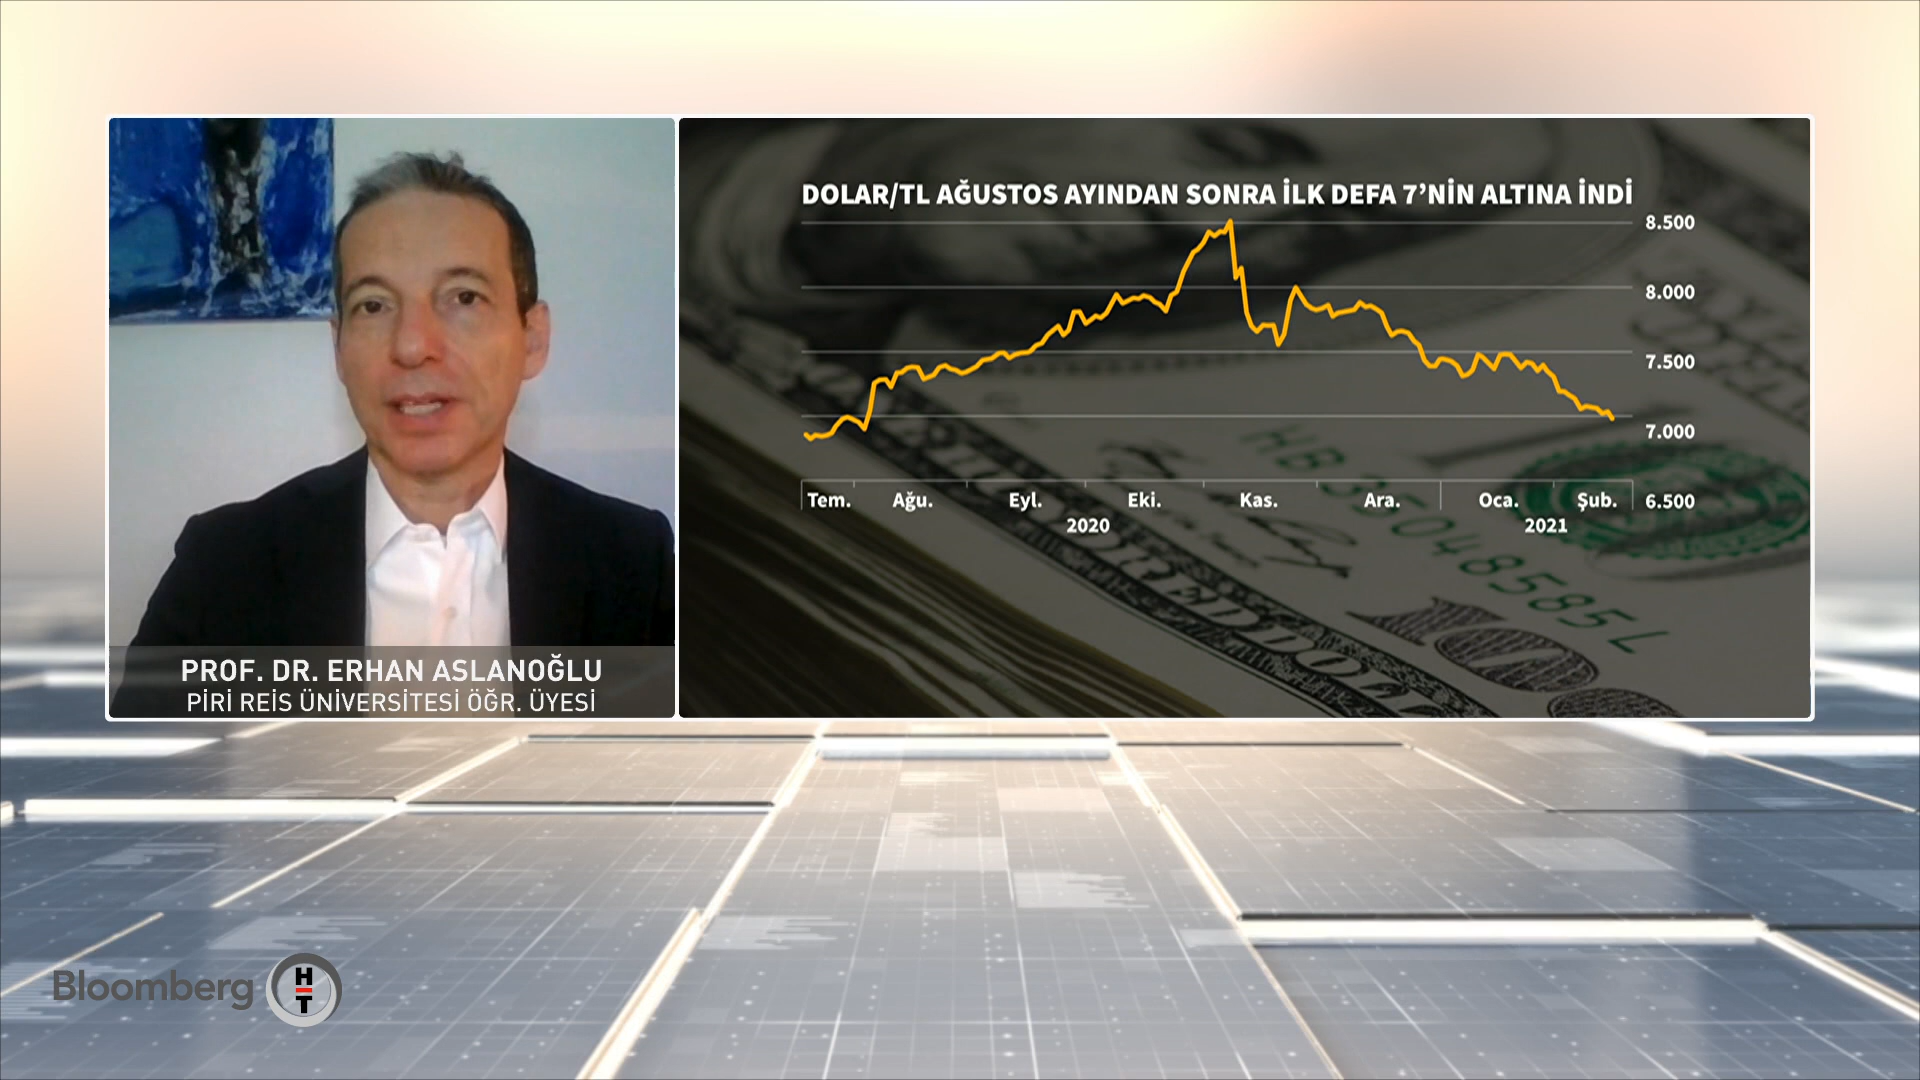 DOLAR/TL AĞUSTOS AYINDAN SONRA İLK DEFA 7’NİN ALTINA İNDİ
8.500
8.000
7.500
7.000
6.500
Tem. Ağu. Eyl. Eki. Kas. Ara. Oca. Şub.
2020 2021
HB35048585L
PROF. DR. ERHAN ASLANOĞLU
PİRİ REİS ÜNİVERSİTESİ ÖĞR. ÜYESİ
Bloomberg HT